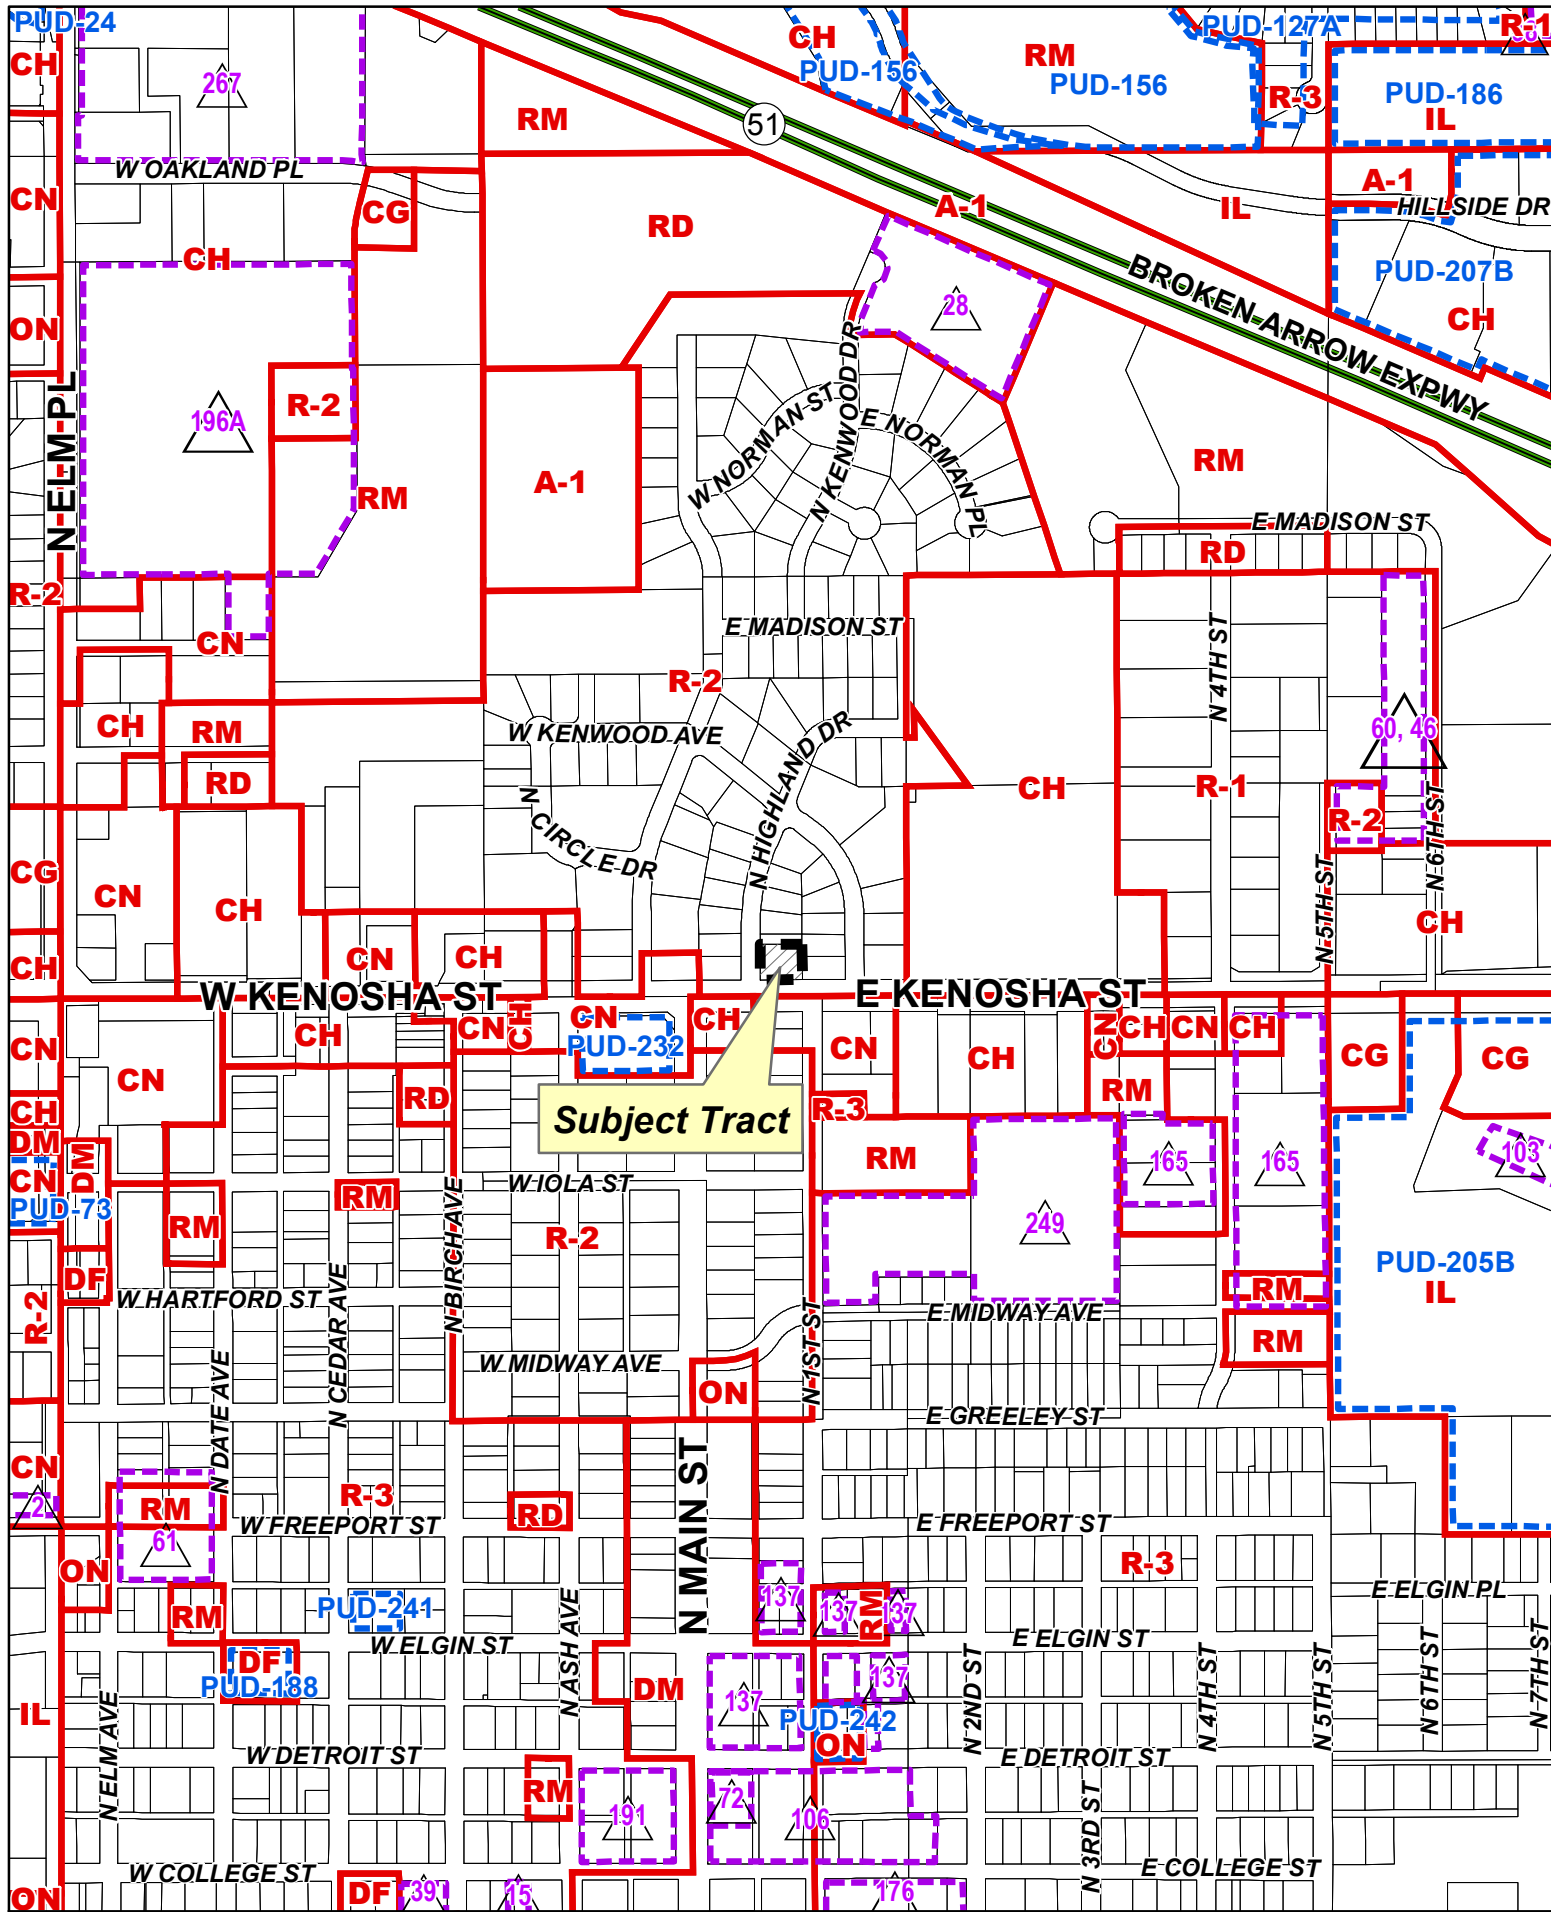 PUD-24
CH
267
CH
PUD-156
RM
PUD-156
PUD-127A
R-1
R-3
PUD-186
IL
RM
51
W OAKLAND PL
CN
CG
RD
A-1
IL
A-1
HILLSIDE DR
CH
PUD-207B
BROKEN ARROW EXPWY
CH
ON
28
N ELM PL
196A
R-2
A-1
W NORMAN ST
N KENWOOD DR
E NORMAN PL
RM
RM
E MADISON ST
RD
R-2
CN
E MADISON ST
N 4TH ST
R-2
CH
RM
W KENWOOD AVE
N HIGHLAND DR
60, 46
RD
CH
R-1
R-2
N CIRCLE DR
N 6TH ST
CG
CN
CH
N 5TH ST
CH
CH
CN
CH
W KENOSHA ST
E KENOSHA ST
CH
CN
CH
CN
PUD-232
CH
CN
CH
CN
CH
CN
CH
CG
CG
CN
CN
RD
RM
CH
R-3
Subject Tract
DM
DM
RM
165
165
103
CN
PUD-73
RM
RM
N BIRCH AVE
W IOLA ST
R-2
249
PUD-205B
IL
DF
R-2
W HARTFORD ST
N CEDAR AVE
N 1ST ST
E MIDWAY AVE
RM
RM
W MIDWAY AVE
ON
N DATE AVE
E GREELEY ST
CN
2
RM
61
R-3
RD
N MAIN ST
W FREEPORT ST
E FREEPORT ST
R-3
ON
RM
PUD-241
N ASH AVE
137
137
RM
137
E ELGIN PL
W ELGIN ST
E ELGIN ST
DF
PUD-188
DM
137
137
N 2ND ST
N 4TH ST
N 5TH ST
N 6TH ST
N 7TH ST
IL
N ELM AVE
PUD-242
ON
W DETROIT ST
E DETROIT ST
RM
191
72
106
N 3RD ST
W COLLEGE ST
E COLLEGE ST
ON
DF
39
15
176